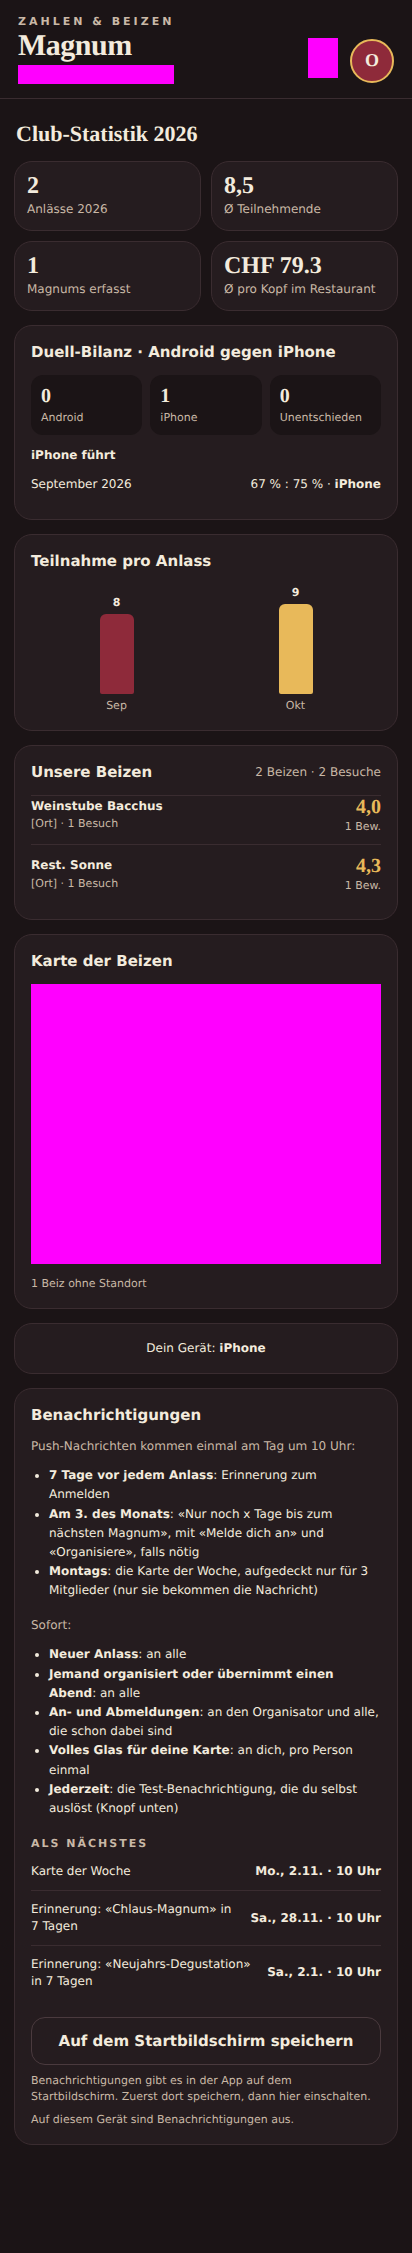 ZAHLEN & BEIZEN
Magnum
O
Club-Statistik 2026
2
Anlässe 2026
8,5
Ø Teilnehmende
1
Magnums erfasst
CHF 79.3
Ø pro Kopf im Restaurant
Duell-Bilanz · Android gegen iPhone
0
Android
1
iPhone
0
Unentschieden
iPhone führt
September 2026 67 % : 75 % · iPhone
Teilnahme pro Anlass
8
9
Sep
Okt
Unsere Beizen 2 Beizen · 2 Besuche
Weinstube Bacchus 4,0
[Ort] · 1 Besuch 1 Bew.
Rest. Sonne 4,3
[Ort] · 1 Besuch 1 Bew.
Karte der Beizen
1 Beiz ohne Standort
Dein Gerät: iPhone
Benachrichtigungen
Push-Nachrichten kommen einmal am Tag um 10 Uhr:
• 7 Tage vor jedem Anlass: Erinnerung zum
Anmelden
• Am 3. des Monats: «Nur noch x Tage bis zum
nächsten Magnum», mit «Melde dich an» und
«Organisiere», falls nötig
• Montags: die Karte der Woche, aufgedeckt nur für 3
Mitglieder (nur sie bekommen die Nachricht)
Sofort:
• Neuer Anlass: an alle
• Jemand organisiert oder übernimmt einen
Abend: an alle
• An- und Abmeldungen: an den Organisator und alle,
die schon dabei sind
• Volles Glas für deine Karte: an dich, pro Person
einmal
• Jederzeit: die Test-Benachrichtigung, die du selbst
auslöst (Knopf unten)
ALS NÄCHSTES
Karte der Woche Mo., 2.11. · 10 Uhr
Erinnerung: «Chlaus-Magnum» in
7 Tagen Sa., 28.11. · 10 Uhr
Erinnerung: «Neujahrs-Degustation»
in 7 Tagen Sa., 2.1. · 10 Uhr
Auf dem Startbildschirm speichern
Benachrichtigungen gibt es in der App auf dem
Startbildschirm. Zuerst dort speichern, dann hier einschalten.
Auf diesem Gerät sind Benachrichtigungen aus.